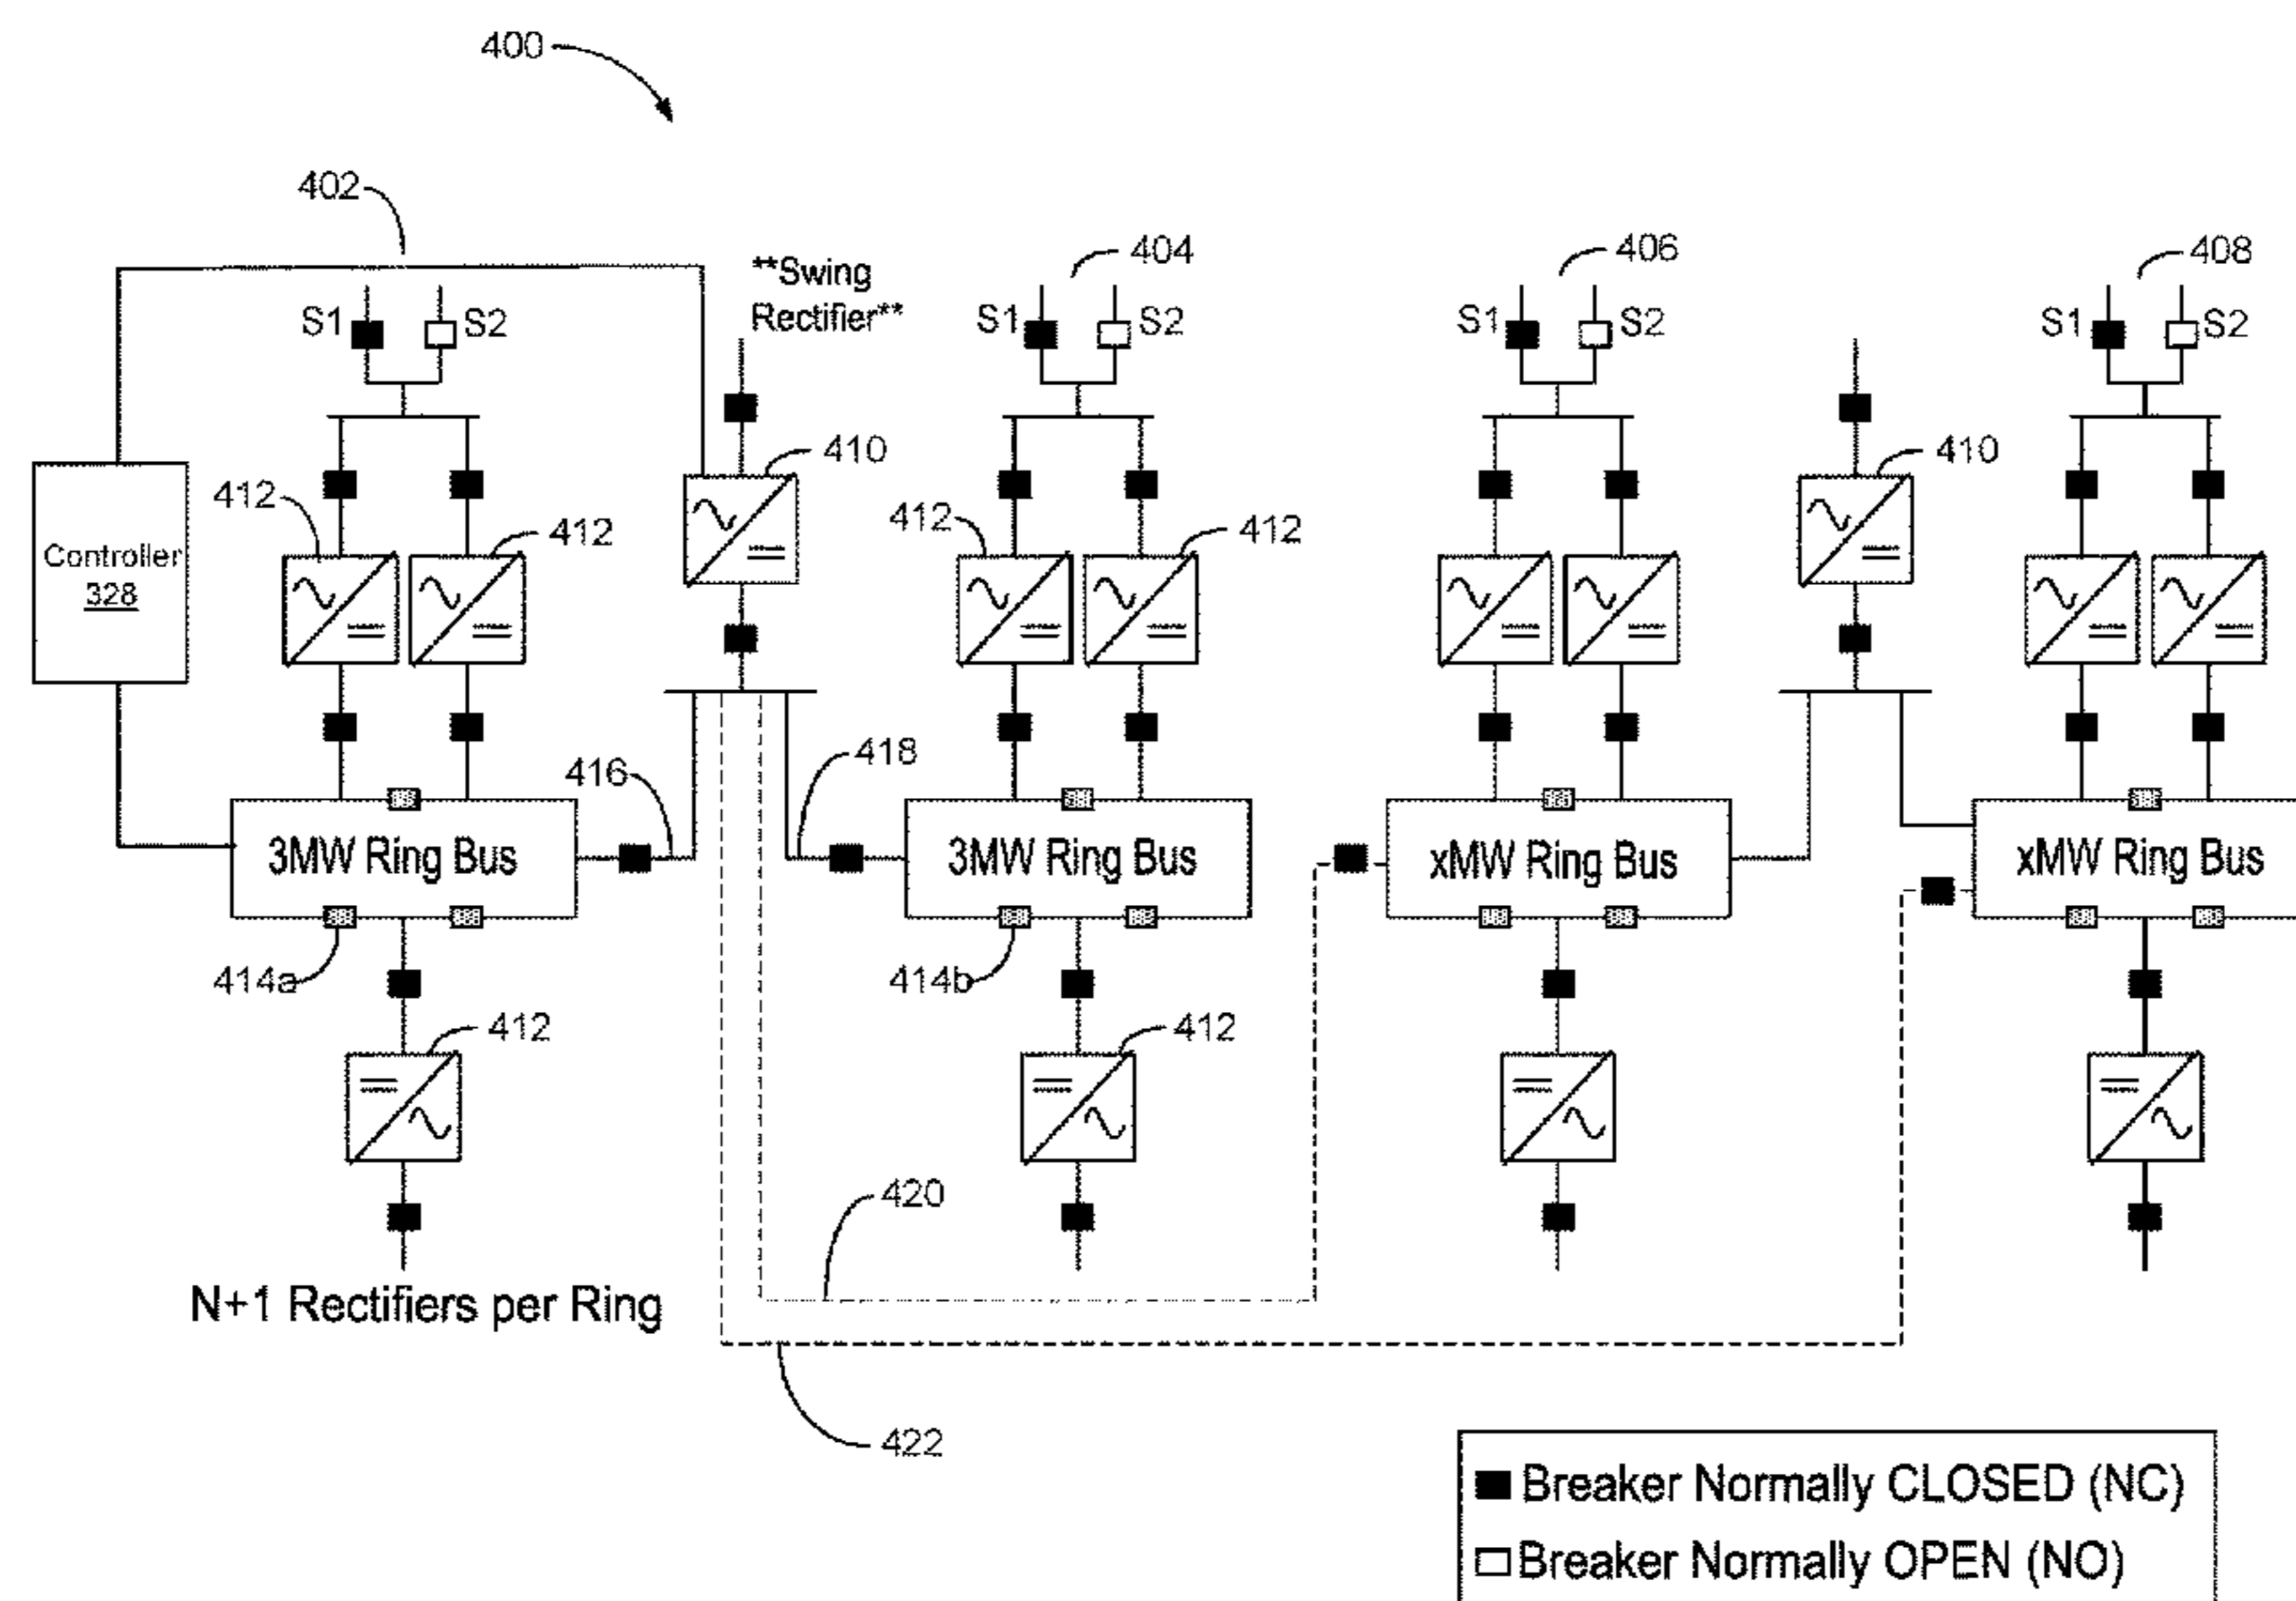 400
402
404
406
408
**Swing
Rectifier**
S1
S2
S1
S2
S1
S2
S1
S2
410
410
412
412
412
412
Controller
328
416
418
3MW Ring Bus
3MW Ring Bus
xMW Ring Bus
xMW Ring Bus
414a
414b
412
412
420
N+1 Rectifiers per Ring
422
Breaker Normally CLOSED (NC)
Breaker Normally OPEN (NO)